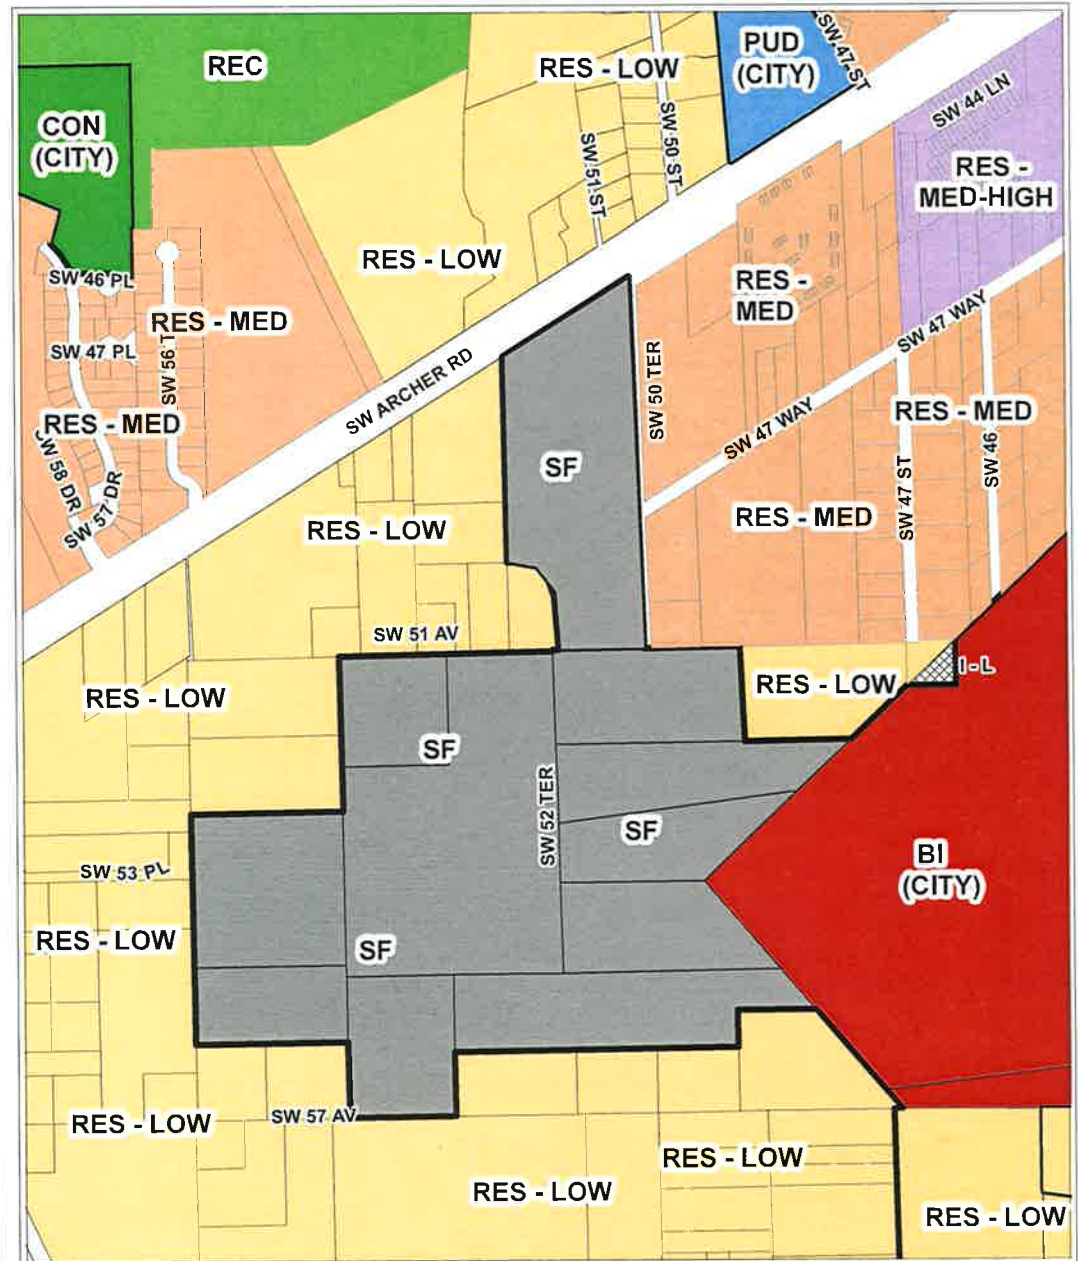 REC
RES - LOW
PUD
(CITY)
SW 47 ST
CON
(CITY)
SW 44 LN
RES -
MED-HIGH
SW 51 ST
SW 50 ST
RES - LOW
SW 46 PL
RES - MED
SW 47 PL
SW 56 T
RES -
MED
SW 47 WAY
SW ARCHER RD
SW 50 TER
RES - MED
SW 58 DR
SW 57 DR
SW 47 WAY
RES - MED
SW 46
SF
SW 47 ST
RES - LOW
RES - MED
SW 51 AV
RES - LOW
RES - LOW
I - L
SF
SW 52 TER
SF
SW 53 PL
BI
(CITY)
RES - LOW
SF
RES - LOW
SW 57 AV
RES - LOW
RES - LOW
RES - LOW